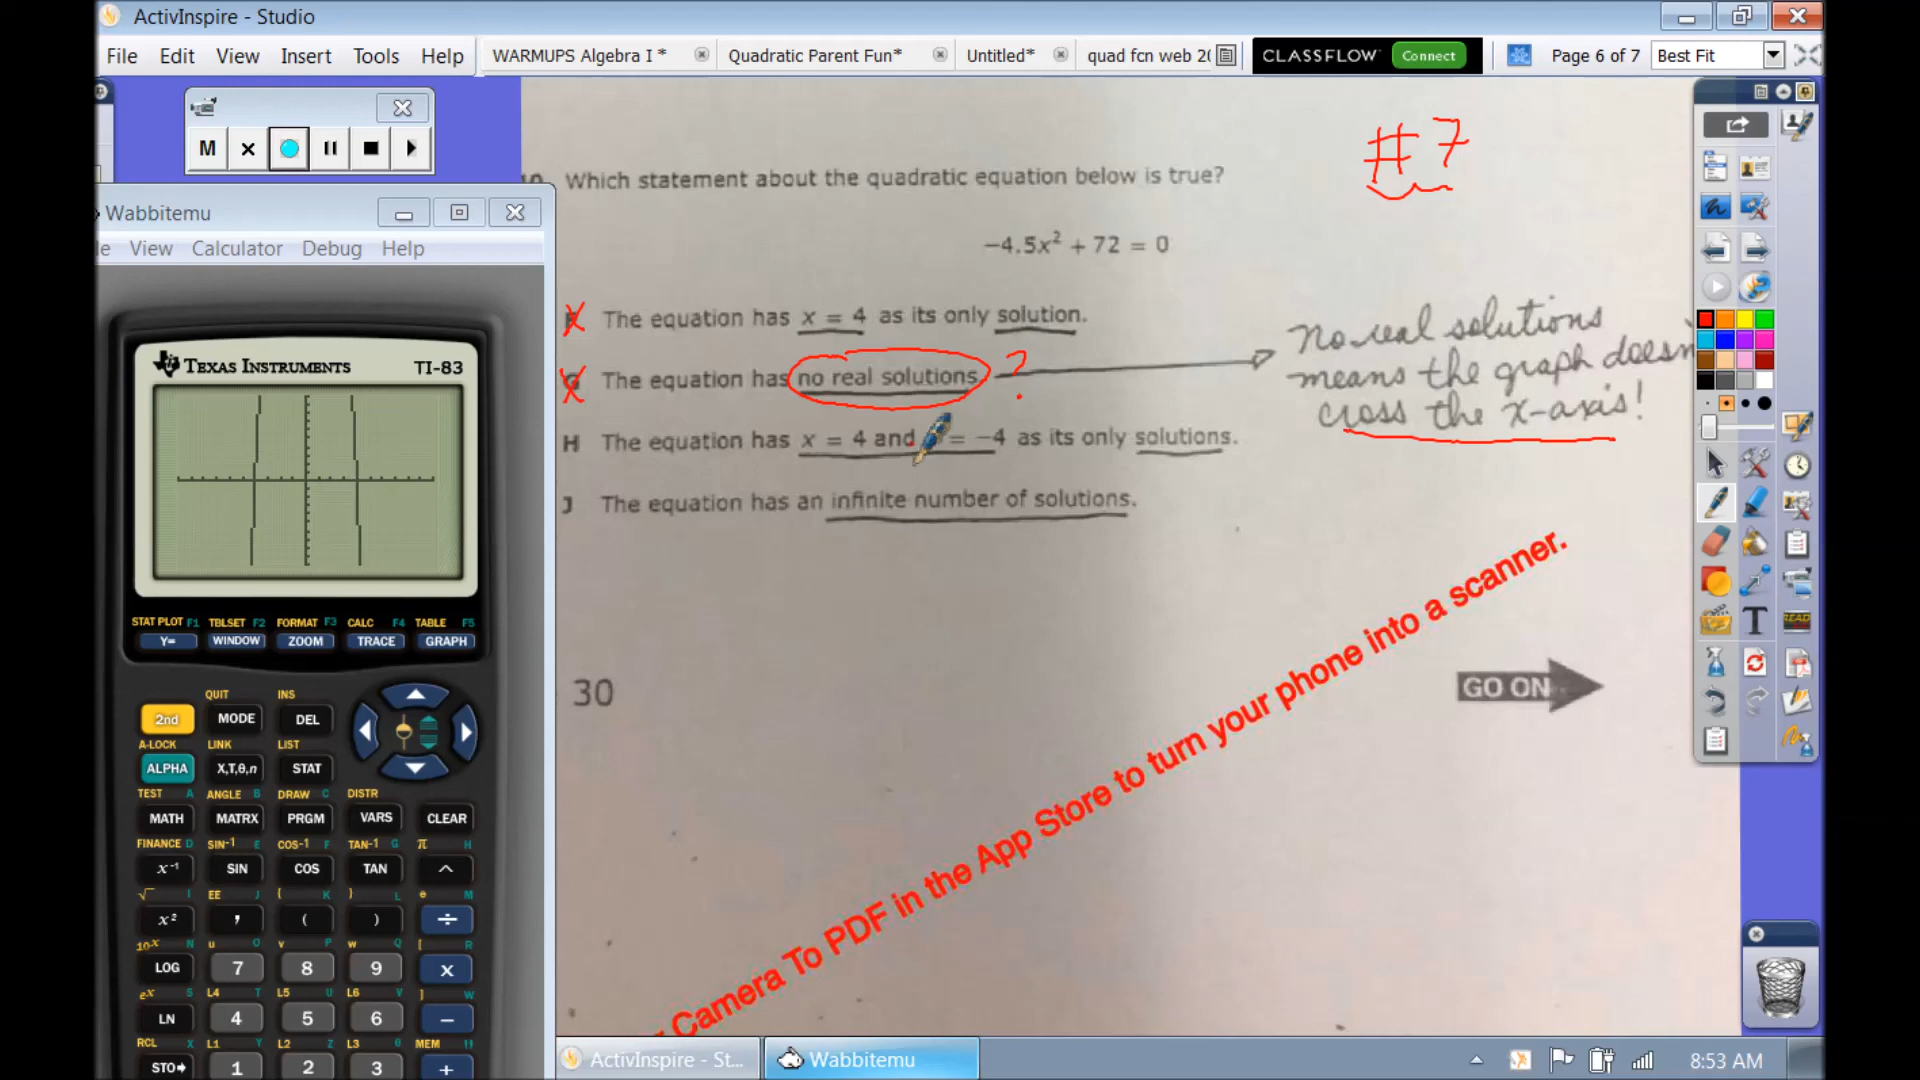 ActivInspire - Studio
File Edit View Insert Tools Help
WARMUPS Algebra I * Quadratic Parent Fun* Untitled* quad fcn web 20
CLASSFLOW Connect
Page 6 of 7 Best Fit
M
#7
Which statement about the quadratic equation below is true?
−4.5x² + 72 = 0
The equation has x = 4 as its only solution.
G The equation has no real solutions. ?
H The equation has x = 4 and = −4 as its only solutions.
J The equation has an infinite number of solutions.
No real solutions
means the graph doesn
cross the x-axis!
30
GO ON
Camera To PDF in the App Store to turn your phone into a scanner.
Wabbitemu
View Calculator Debug Help
TEXAS INSTRUMENTS TI-83
STAT PLOT F1 TBLSET F2 FORMAT F3 CALC F4 TABLE F5
Y= WINDOW ZOOM TRACE GRAPH
QUIT INS
2nd MODE DEL
A-LOCK LINK LIST
ALPHA X,T,θ,n STAT
TEST A ANGLE B DRAW C DISTR
MATH MATRX PRGM VARS CLEAR
FINANCE D SIN⁻¹ E COS⁻¹ F TAN⁻¹ G π H
x⁻¹ SIN COS TAN ^
√ I EE J { K } L e M
x² , ( ) ÷
10ˣ N u O v P w Q [ R
LOG 7 8 9 x
eˣ S L4 T L5 U L6 V ] W
LN 4 5 6 −
RCL X L1 Y L2 Z L3 θ MEM "
STO 1 2 3 +
T
READ
ActivInspire - St... Wabbitemu
8:53 AM